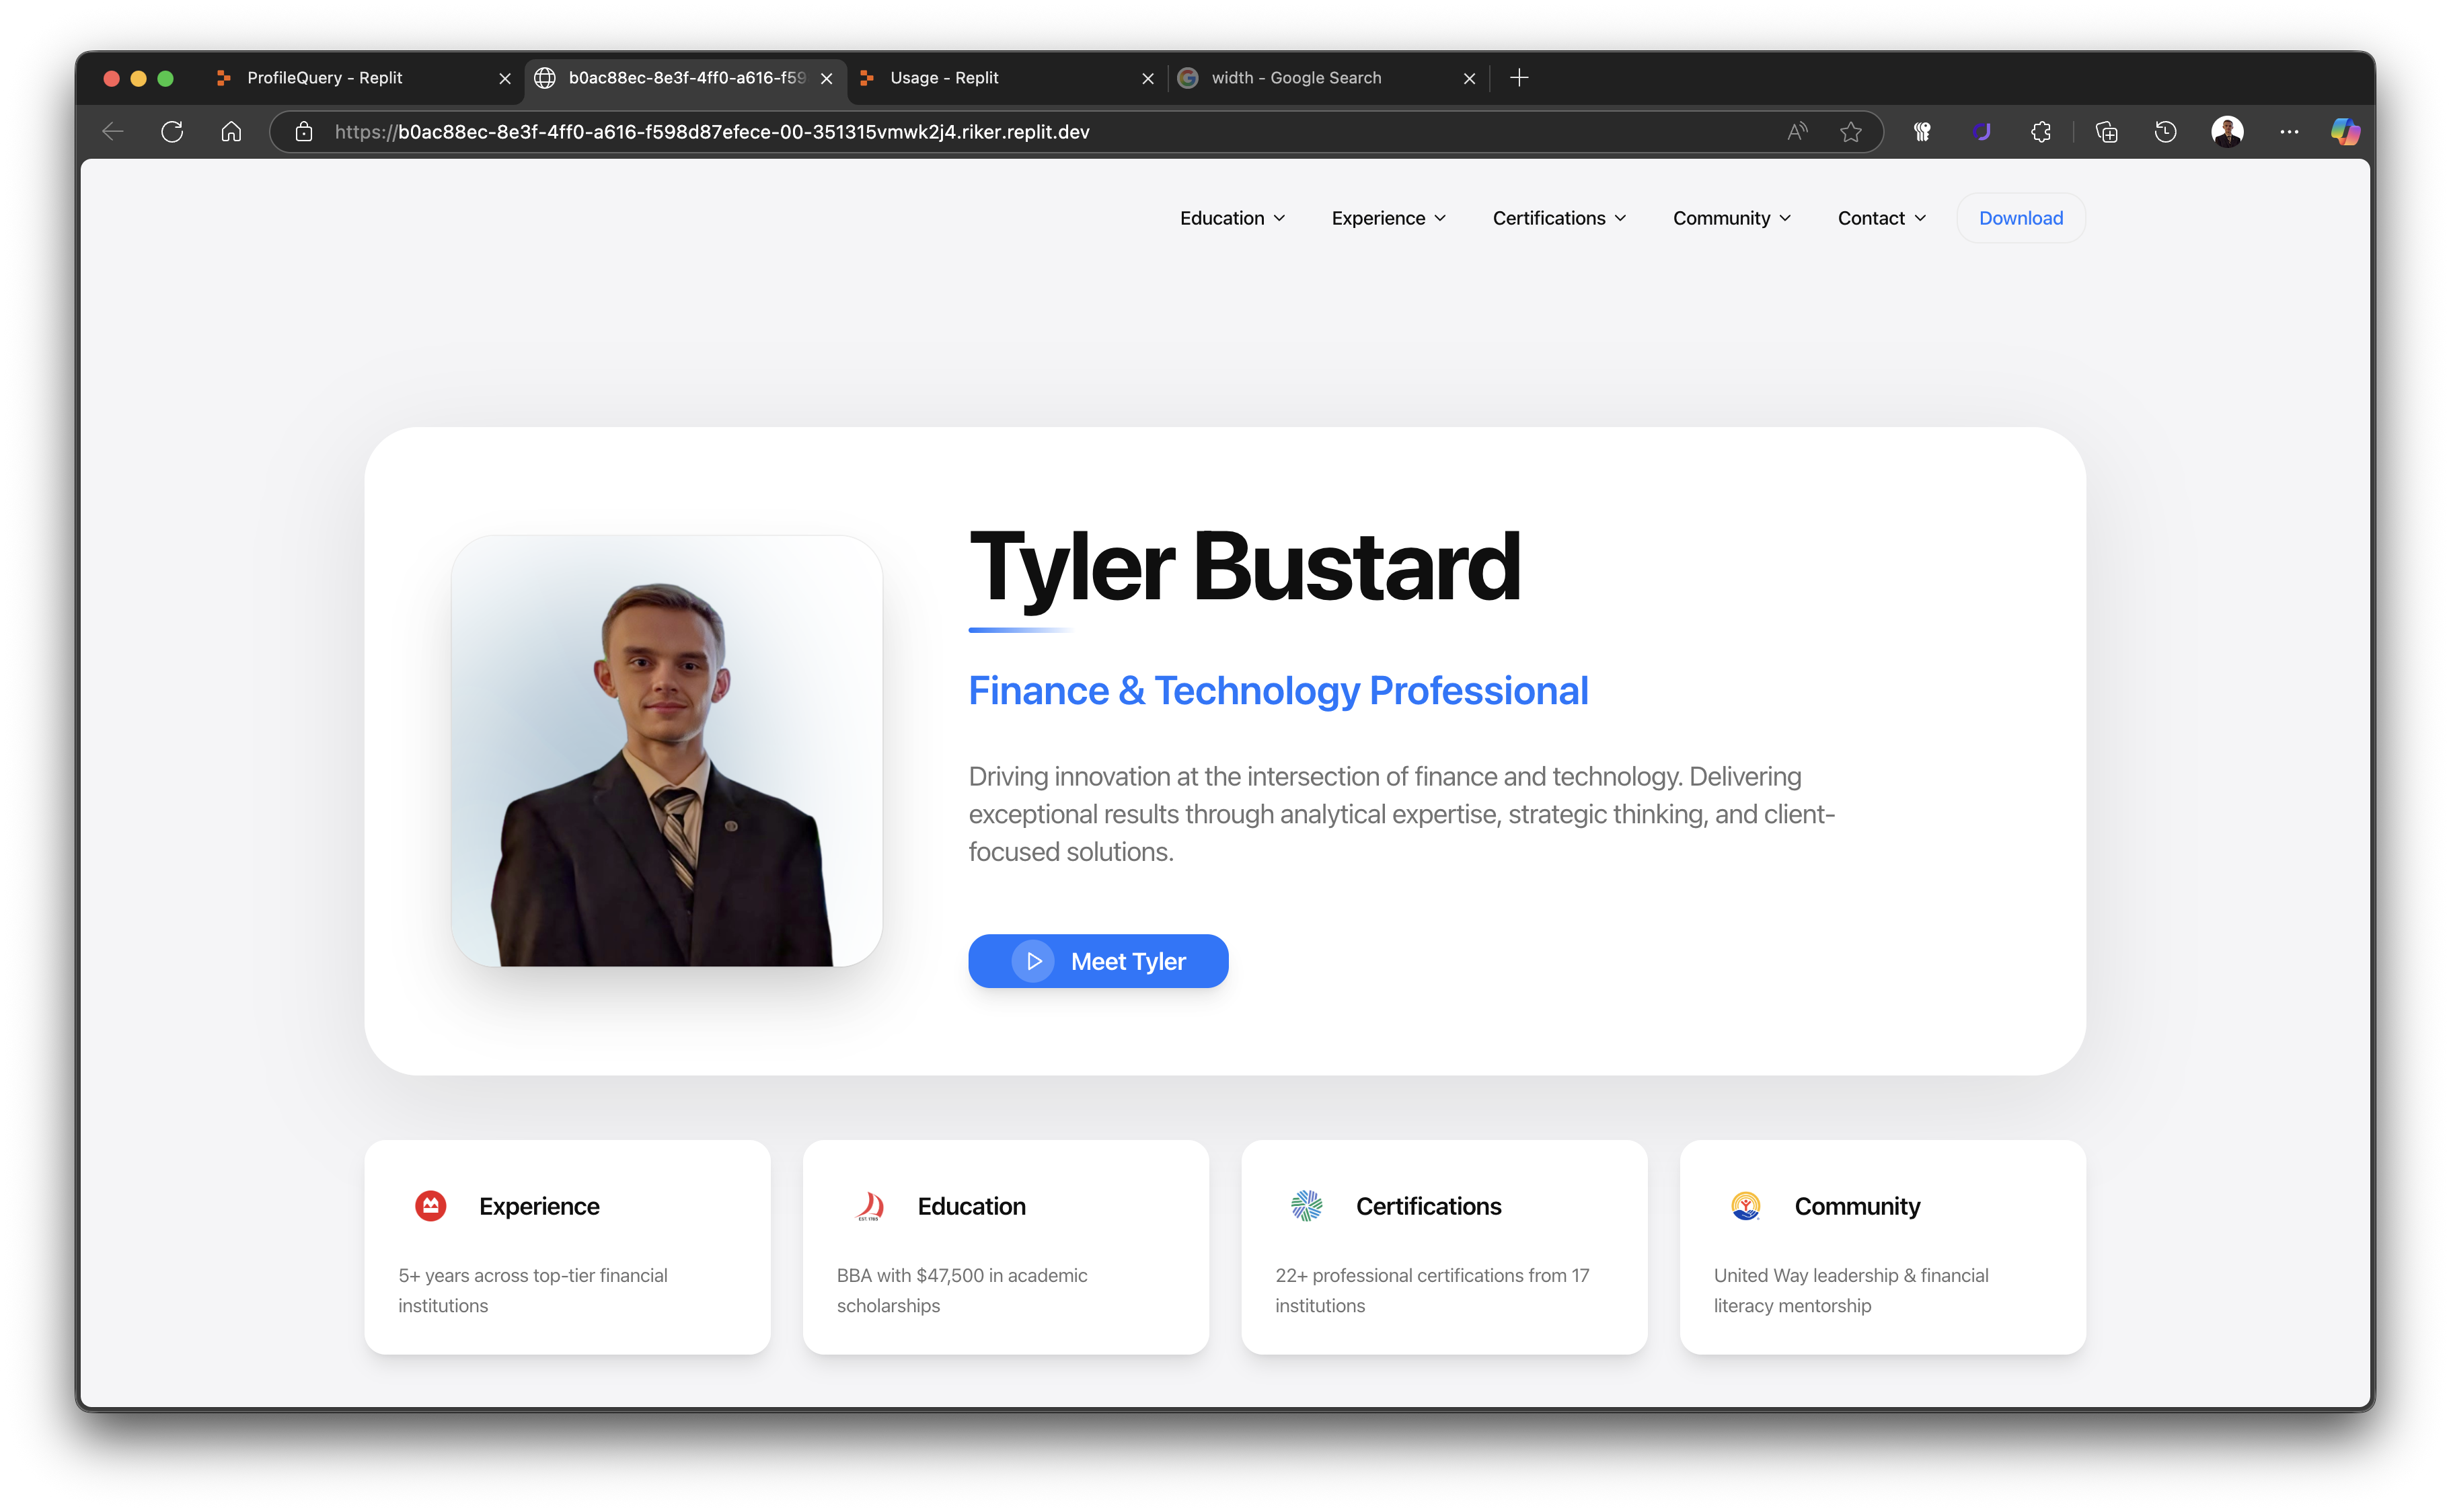 ProfileQuery - Replit
b0ac88ec-8e3f-4ff0-a616-f59
Usage - Replit
width - Google Search
https://b0ac88ec-8e3f-4ff0-a616-f598d87efece-00-351315vmwk2j4.riker.replit.dev
Education
Experience
Certifications
Community
Contact
Download
Tyler Bustard
Finance & Technology Professional
Driving innovation at the intersection of finance and technology. Delivering
exceptional results through analytical expertise, strategic thinking, and client-
focused solutions.
Meet Tyler
Experience
5+ years across top-tier financial
institutions
EST. 1785
Education
BBA with $47,500 in academic
scholarships
Certifications
22+ professional certifications from 17
institutions
Community
United Way leadership & financial
literacy mentorship